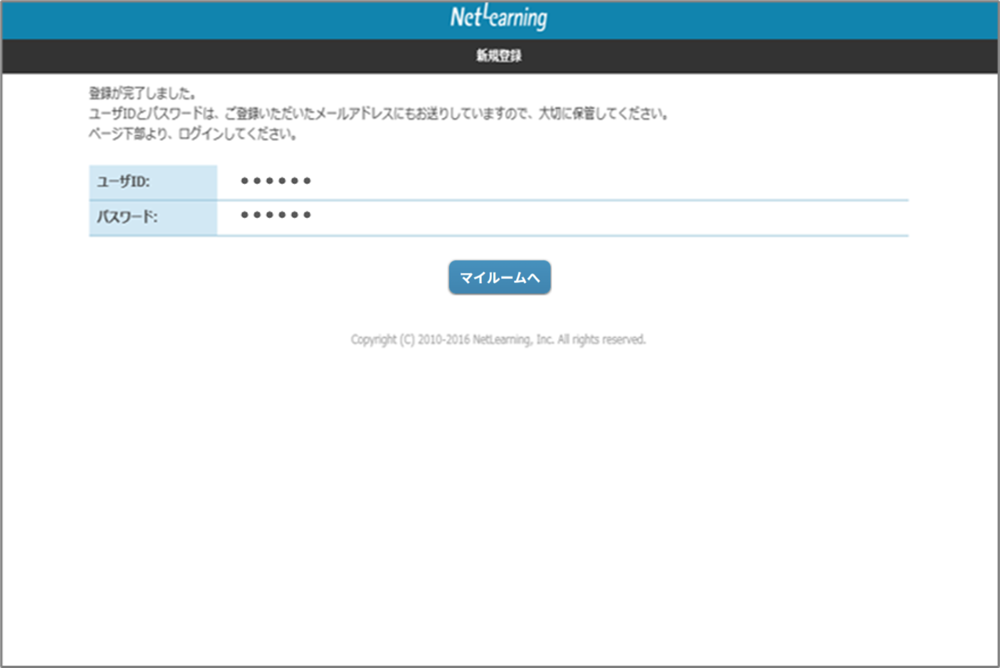 NetLearning
新規登録
登録が完了しました。
ユーザIDとパスワードは、ご登録いただいたメールアドレスにもお送りしていますので、大切に保管してください。
ページ下部より、ログインしてください。
ユーザID: ●●●●●●
パスワード: ●●●●●●
マイルームへ
Copyright (C) 2010-2016 NetLearning, Inc. All rights reserved.